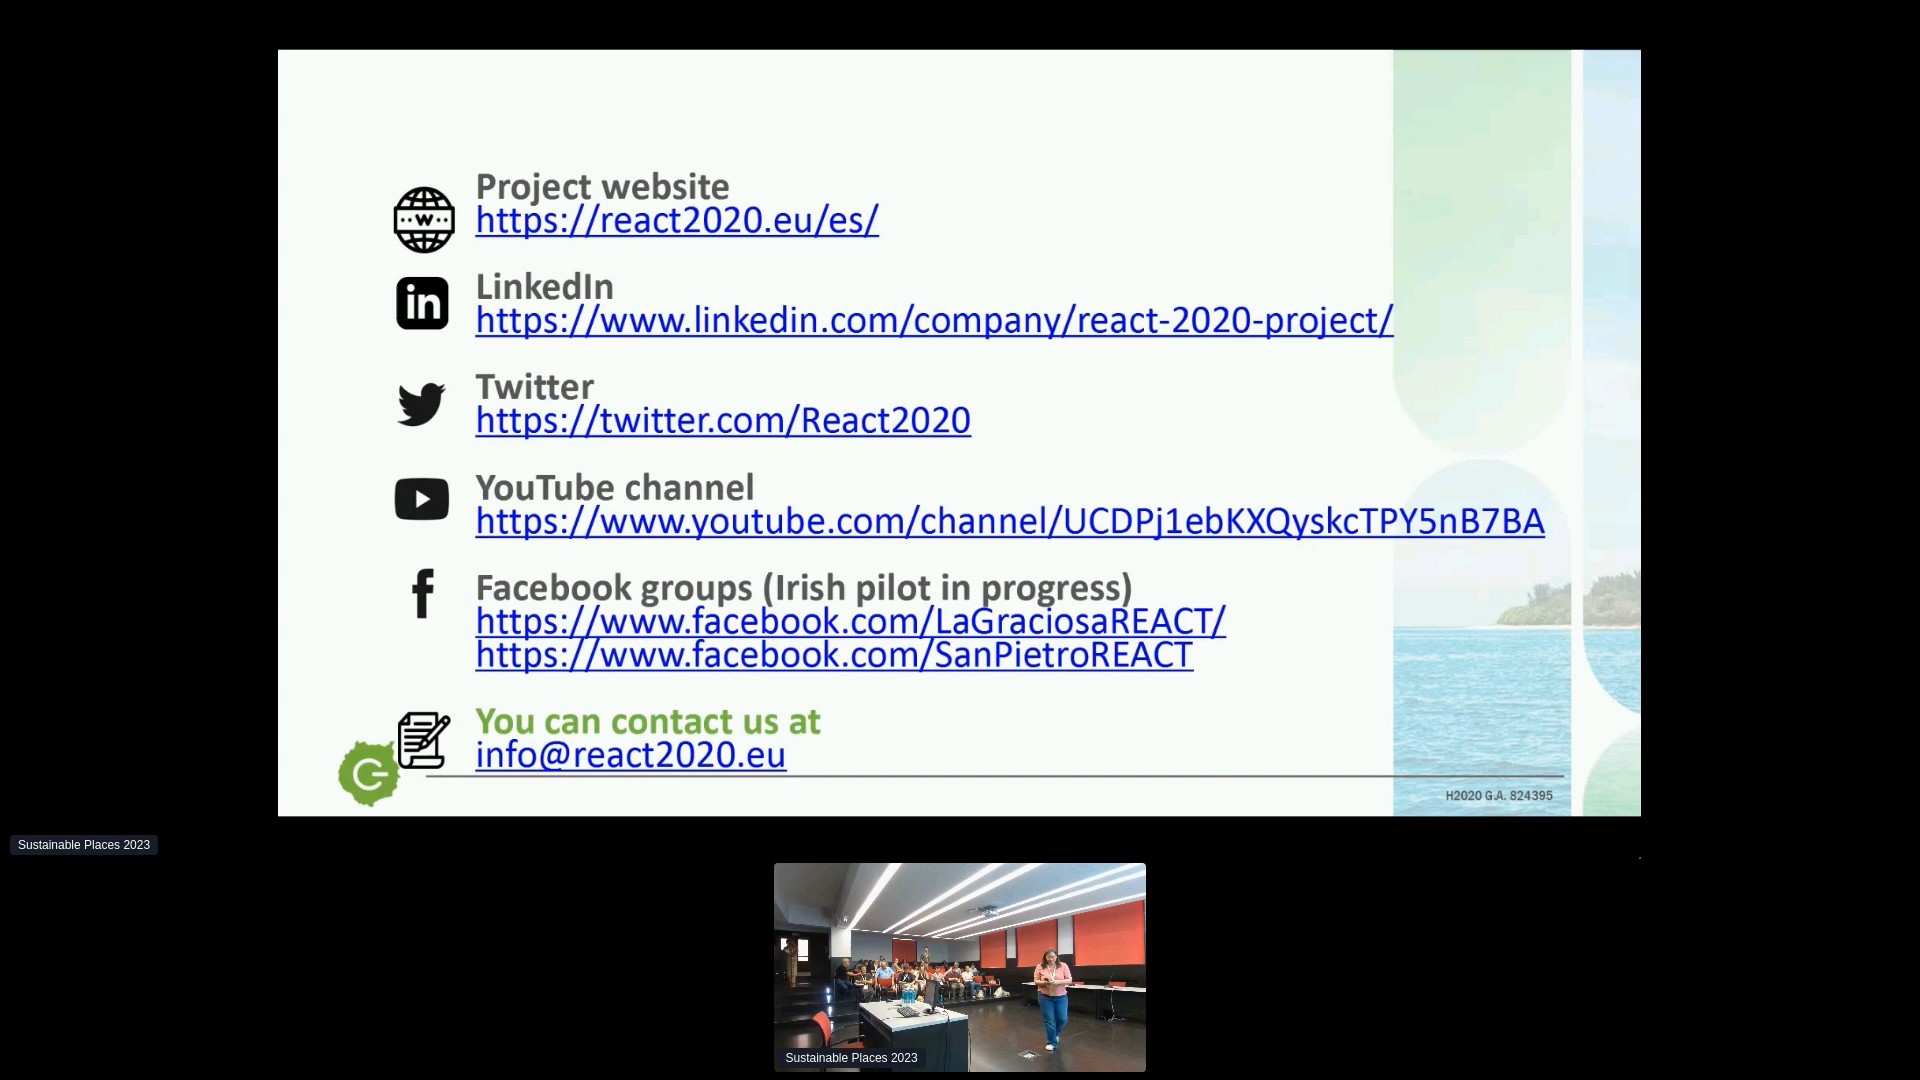 Project website
https://react2020.eu/es/
LinkedIn
https://www.linkedin.com/company/react-2020-project/
Twitter
https://twitter.com/React2020
YouTube channel
https://www.youtube.com/channel/UCDPj1ebKXQyskcTPY5nB7BA
Facebook groups (Irish pilot in progress)
https://www.facebook.com/LaGraciosaREACT/
https://www.facebook.com/SanPietroREACT
You can contact us at
info@react2020.eu
H2020 G.A. 824395
Sustainable Places 2023
Sustainable Places 2023